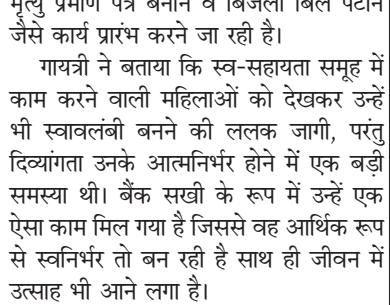 मृत्यु प्रमाण पत्र बनाने व बिजली बिल पटाने
जैसे कार्य प्रारंभ करने जा रही है।
गायत्री ने बताया कि स्व-सहायता समूह में
काम करने वाली महिलाओं को देखकर उन्हें
भी स्वावलंबी बनने की ललक जागी, परंतु
दिव्यांगता उनके आत्मनिर्भर होने में एक बड़ी
समस्या थी। बैंक सखी के रूप में उन्हें एक
ऐसा काम मिल गया है जिससे वह आर्थिक रूप
से स्वनिर्भर तो बन रही है साथ ही जीवन में
उत्साह भी आने लगा है।